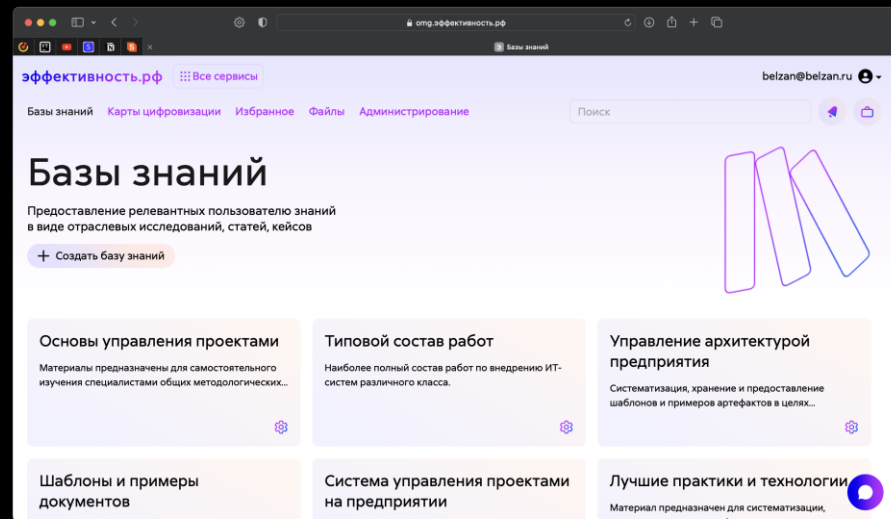 omg.эффективность.рф
Базы знаний
эффективность.рф
Все сервисы
belzan@belzan.ru
Базы знаний Карты цифровизации Избранное Файлы Администрирование
Поиск
Базы знаний
Предоставление релевантных пользователю знаний
в виде отраслевых исследований, статей, кейсов
+ Создать базу знаний
Основы управления проектами
Материалы предназначены для самостоятельного
изучения специалистами общих методологических...
Типовой состав работ
Наиболее полный состав работ по внедрению ИТ-
систем различного класса.
Управление архитектурой
предприятия
Систематизация, хранение и предоставление
шаблонов и примеров артефактов в целях...
Шаблоны и примеры
документов
Система управления проектами
на предприятии
Лучшие практики и технологии
Материал предназначен для систематизации,